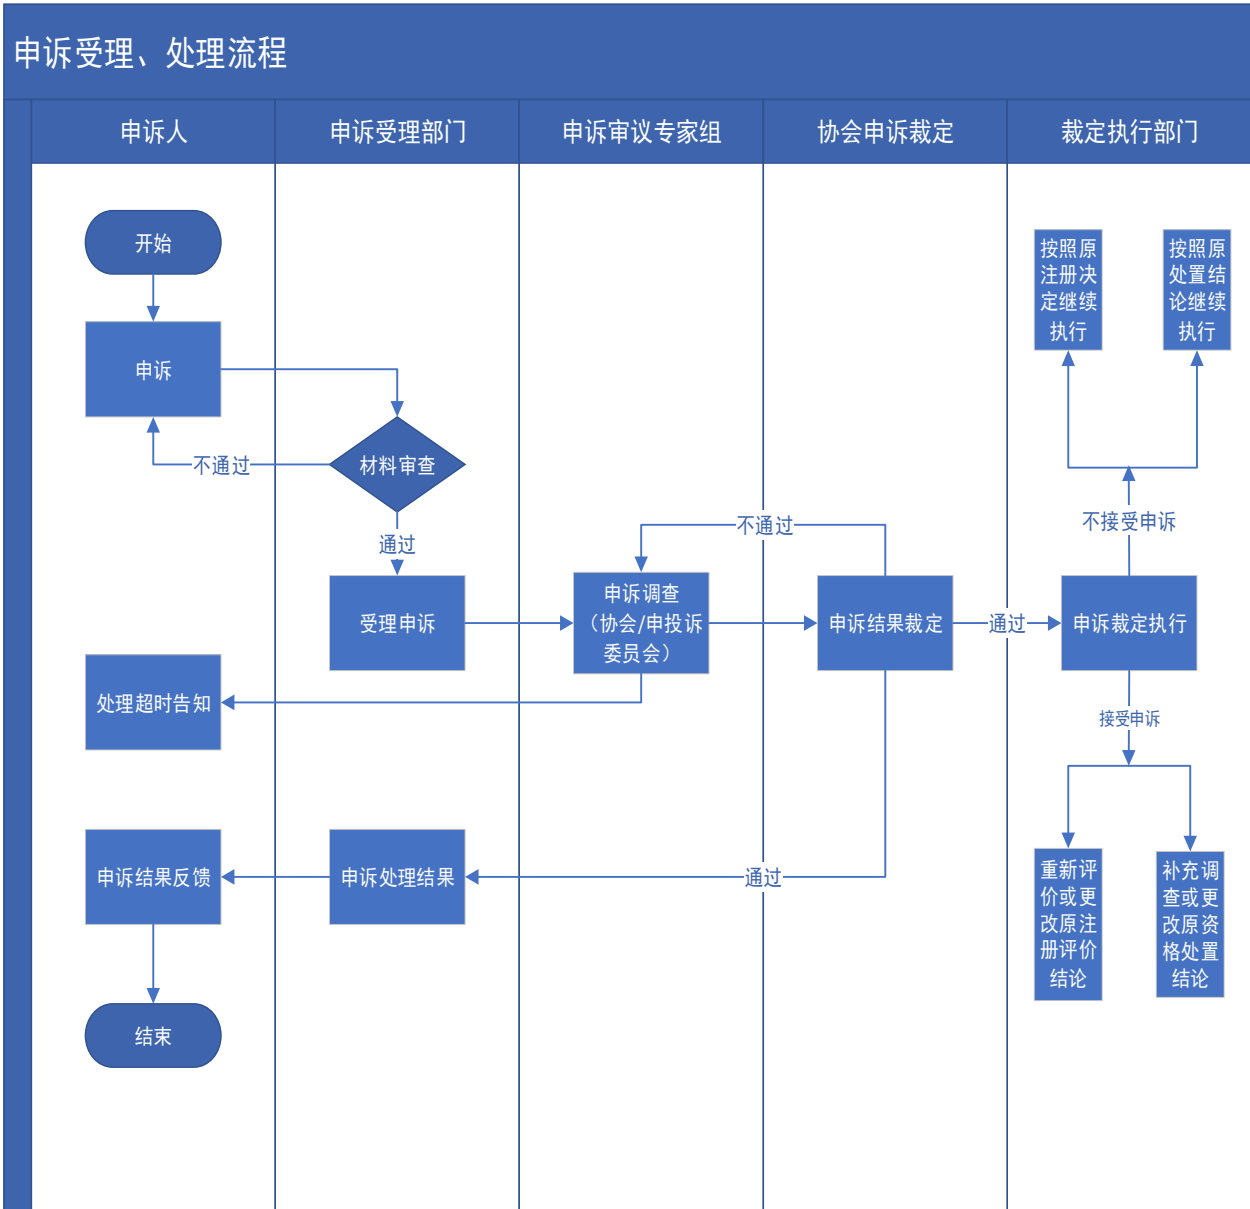 申诉受理、处理流程
申诉人
申诉受理部门
申诉审议专家组
协会申诉裁定
裁定执行部门
开始
按照原
注册决
定继续
执行
按照原
处置结
论继续
执行
申诉
不通过
材料审查
不通过
不接受申诉
通过
受理申诉
申诉调查
（协会/申投诉
委员会）
申诉结果裁定
通过
申诉裁定执行
处理超时告知
接受申诉
申诉结果反馈
申诉处理结果
通过
重新评
价或更
改原注
册评价
结论
补充调
查或更
改原资
格处置
结论
结束